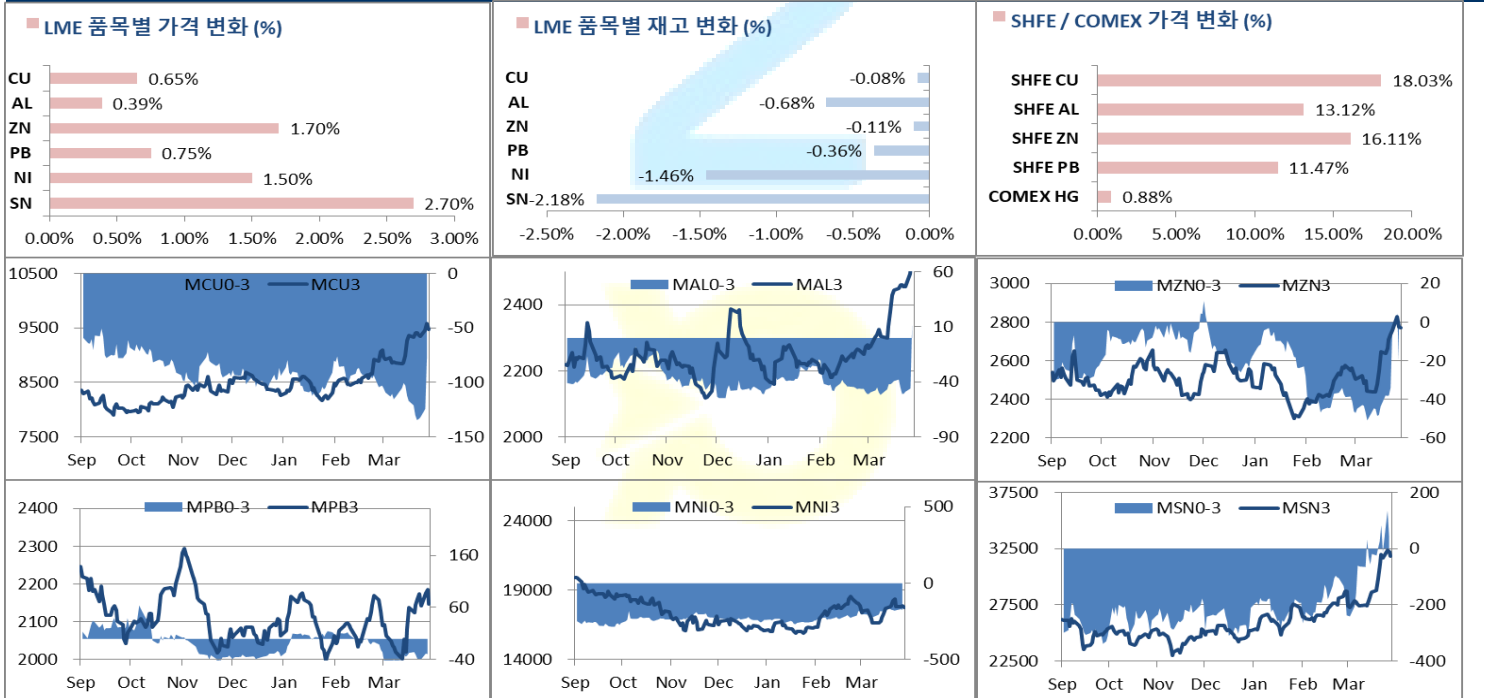 LME 품목별 가격 변화 (%)
CU 0.65%
AL 0.39%
ZN 1.70%
PB 0.75%
NI 1.50%
SN 2.70%
0.00% 0.50% 1.00% 1.50% 2.00% 2.50% 3.00%
LME 품목별 재고 변화 (%)
CU -0.08%
AL -0.68%
ZN -0.11%
PB -0.36%
NI -1.46%
SN -2.18%
-2.50% -2.00% -1.50% -1.00% -0.50% 0.00%
SHFE / COMEX 가격 변화 (%)
SHFE CU 18.03%
SHFE AL 13.12%
SHFE ZN 16.11%
SHFE PB 11.47%
COMEX HG 0.88%
0.00% 5.00% 10.00% 15.00% 20.00%
MCU0-3 MCU3
10500 0
9500 -50
8500 -100
7500 -150
Sep Oct Nov Dec Jan Feb Mar
MAL0-3 MAL3
60
2400
10
2200
-40
2000 -90
Sep Oct Nov Dec Jan Feb Mar
MZN0-3 MZN3
3000 20
2800 0
2600 -20
2400 -40
2200 -60
Sep Oct Nov Dec Jan Feb Mar
MPB0-3 MPB3
2400
2300
160
2200
60
2100
2000 -40
Sep Oct Nov Dec Jan Feb Mar
MNI0-3 MNI3
500
24000
0
19000
14000 -500
Sep Oct Nov Dec Jan Feb Mar
MSN0-3 MSN3
37500 200
32500 0
27500 -200
22500 -400
Sep Oct Nov Dec Jan Feb Mar